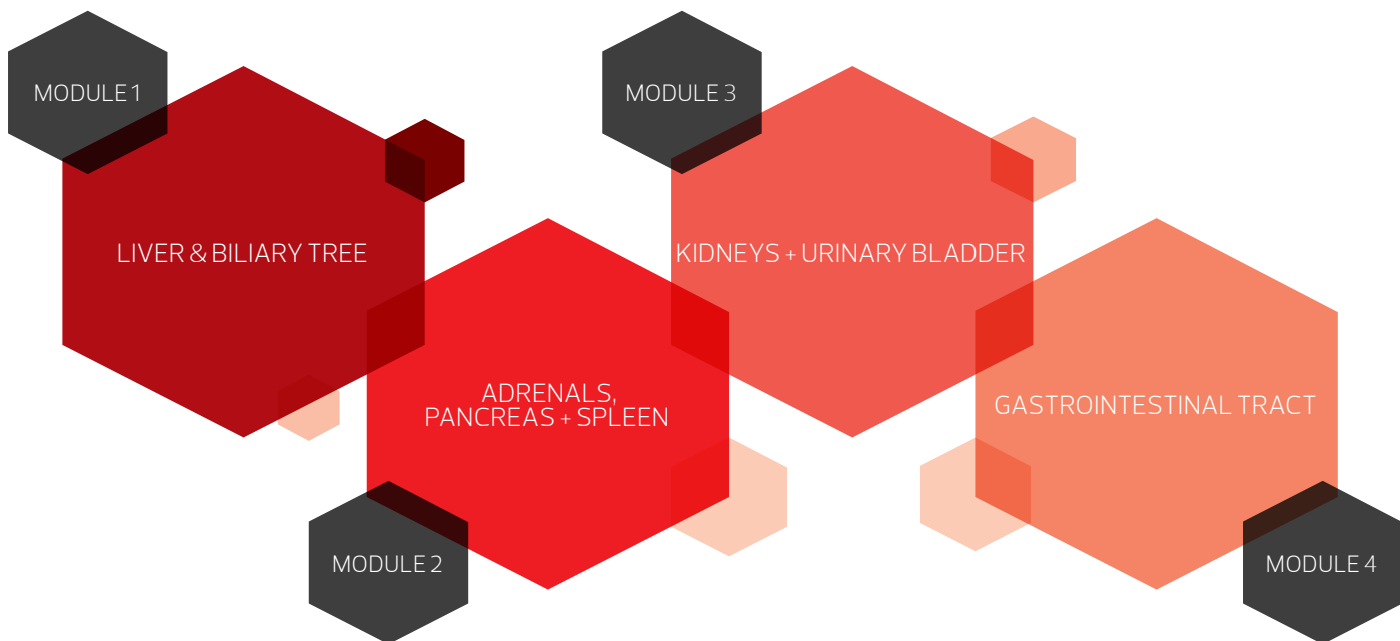 MODULE 1
LIVER & BILIARY TREE
MODULE 2
ADRENALS,
PANCREAS + SPLEEN
MODULE 3
KIDNEYS + URINARY BLADDER
MODULE 4
GASTROINTESTINAL TRACT